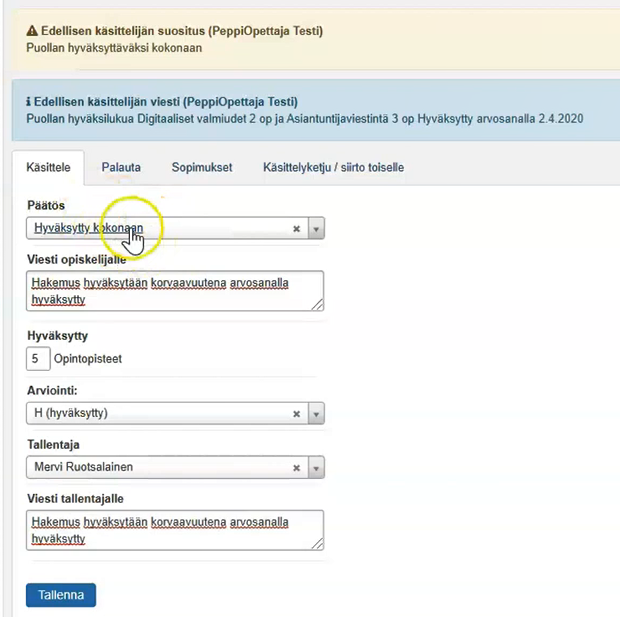 Edellisen käsittelijän suositus (PeppiOpettaja Testi)
Puollan hyväksyttäväksi kokonaan
Edellisen käsittelijän viesti (PeppiOpettaja Testi)
Puollan hyväksilukua Digitaaliset valmiudet 2 op ja Asiantuntijaviestintä 3 op Hyväksytty arvosanalla 2.4.2020
Käsittele Palauta Sopimukset Käsittelyketju / siirto toiselle
Päätös
Hyväksytty kokonaan
Viesti opiskelijalle
Hakemus hyväksytään korvaavuutena arvosanalla
hyväksytty
Hyväksytty
5 Opintopisteet
Arviointi:
H (hyväksytty)
Tallentaja
Mervi Ruotsalainen
Viesti tallentajalle
Hakemus hyväksytään korvaavuutena arvosanalla
hyväksytty
Tallenna